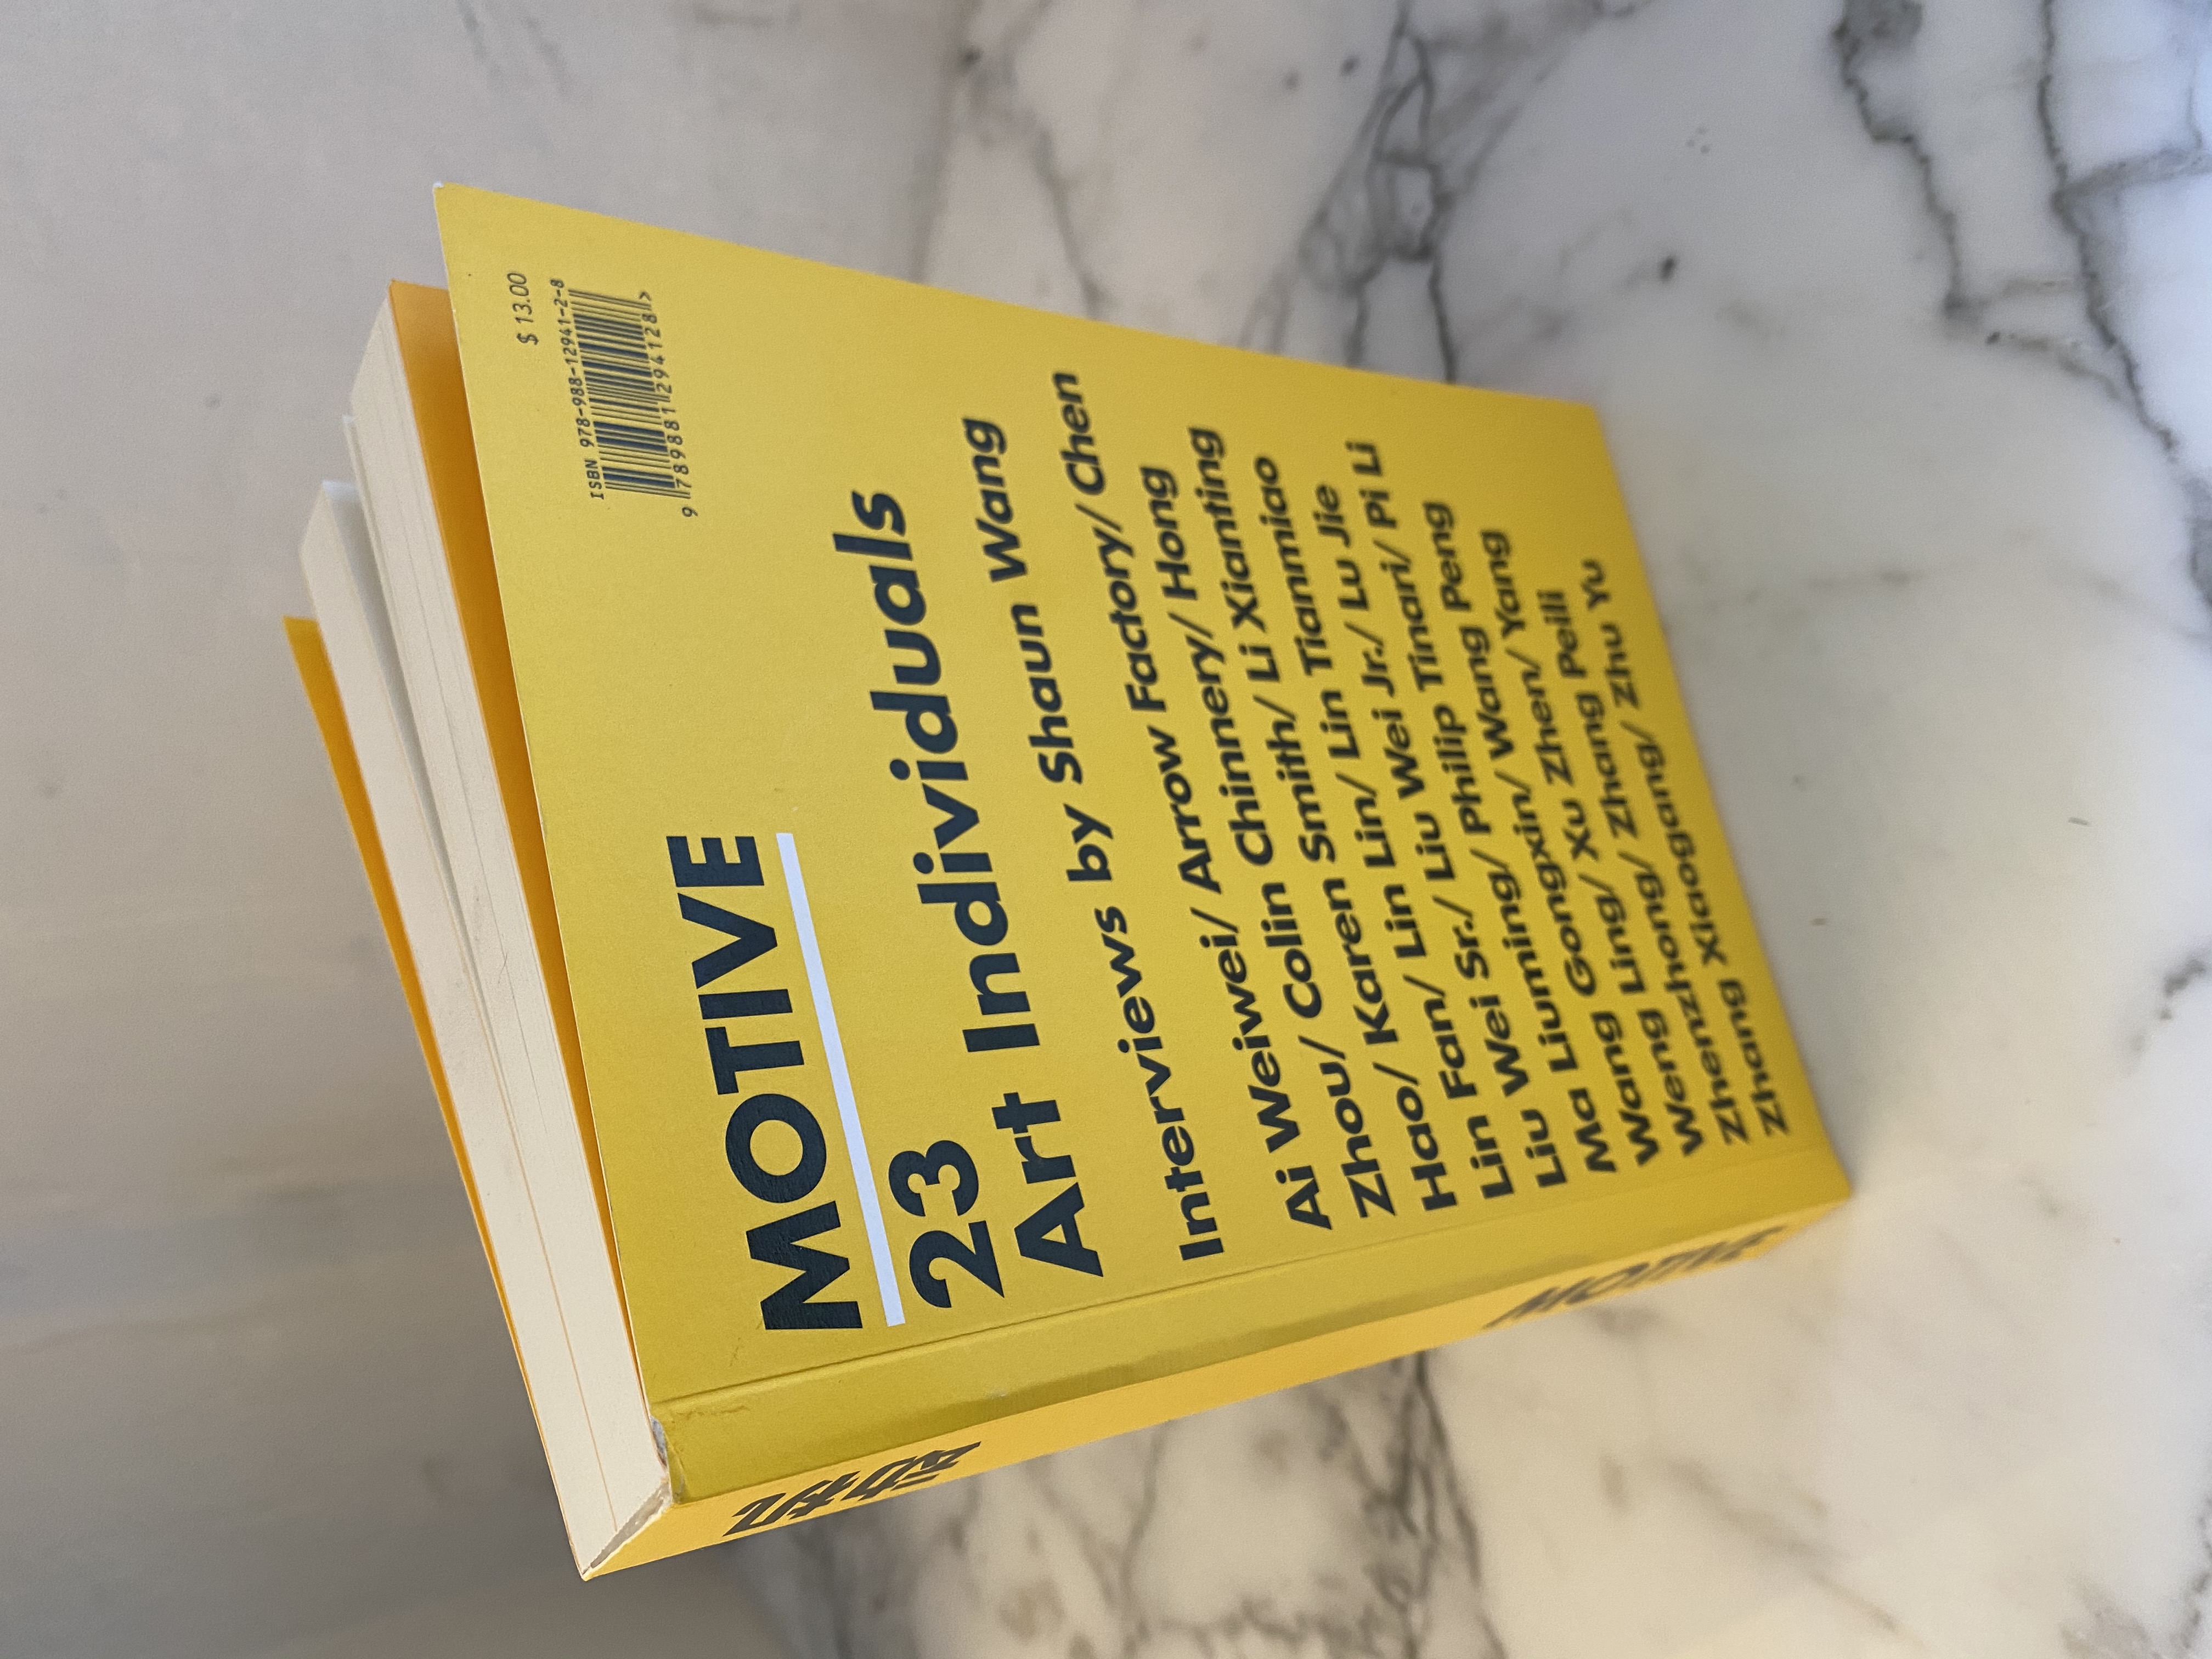 $ 13.00
ISBN 978-988-12941-2-8
9 789881 294128 >
MOTIVE
23
Art Individuals
Interviews by Shaun Wang
Ai Weiwei/ Arrow Factory/ Chen
Zhou/ Colin Chinnery/ Hong
Hao/ Karen Smith/ Li Xianting
Lin Fan/ Lin Lin/ Lin Tianmiao
Liu Wei Sr./ Liu Wei Jr./ Lu Jie
Ma Liuming/ Philip Tinari/ Pi Li
Wang Gongxin/ Wang Peng
Weng Ling/ Xu Zhen/ Yang
Zhenzhong/ Zhang Peili
Zhang Xiaogang/ Zhu Yu
MOTIVE